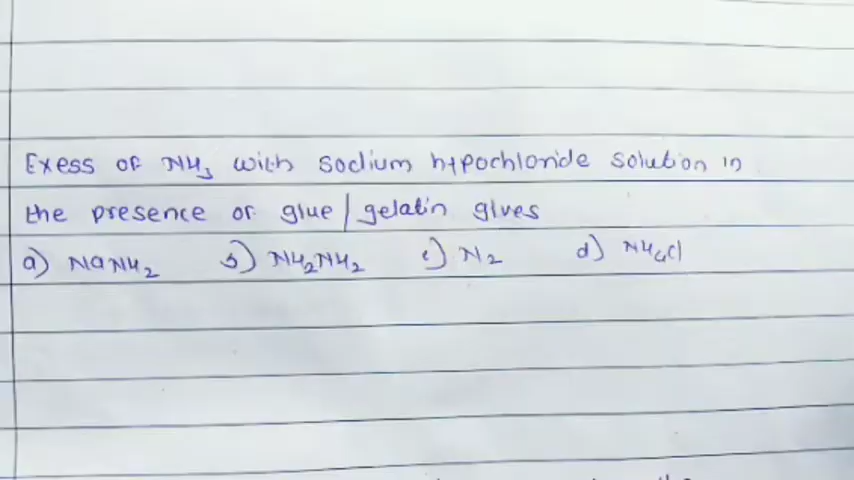 Exess of NH₃ with sodium hypochloride solution in
the presence of glue / gelatin gives
a) NaNH₂ b) NH₂NH₂ c) N₂ d) NH₄Cl